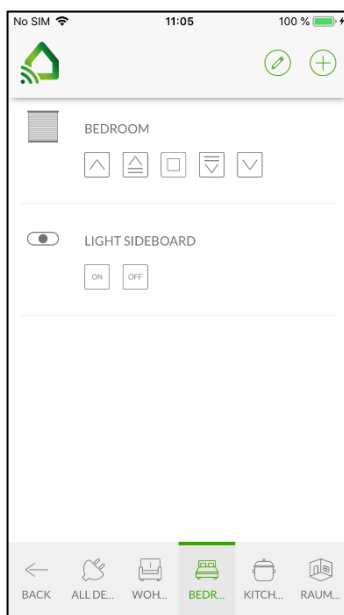 No SIM 11:05 100 %
BEDROOM
LIGHT SIDEBOARD
ON OFF
BACK ALL DE... WOH... BEDR... KITCH... RAUM...